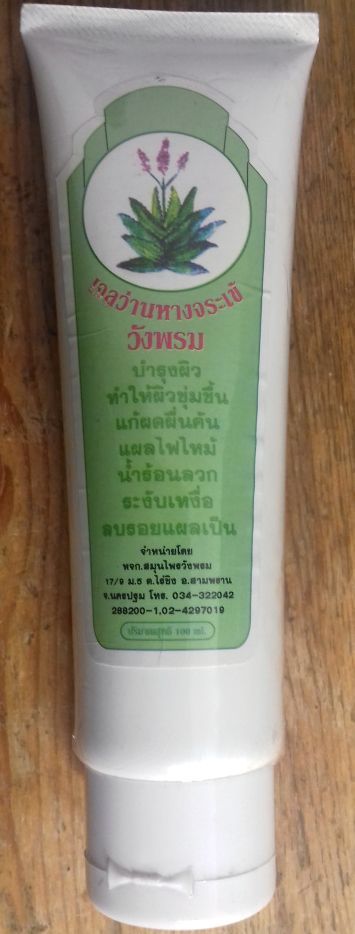 เจลว่านหางจระเข้
วังพรม
บำรุงผิว
ทำให้ผิวชุ่มชื้น
แก้ผดผื่นคัน
แผลไฟไหม้
น้ำร้อนลวก
ระงับเหงื่อ
ลบรอยแผลเป็น
จำหน่ายโดย
หจก.สมุนไพรวังพรม
17/9 ม.5 ต.ไร่ขิง อ.สามพราน
จ.นครปฐม โทร. 034-322042
288200-1,02-4297019
ปริมาณสุทธิ 100 ml.